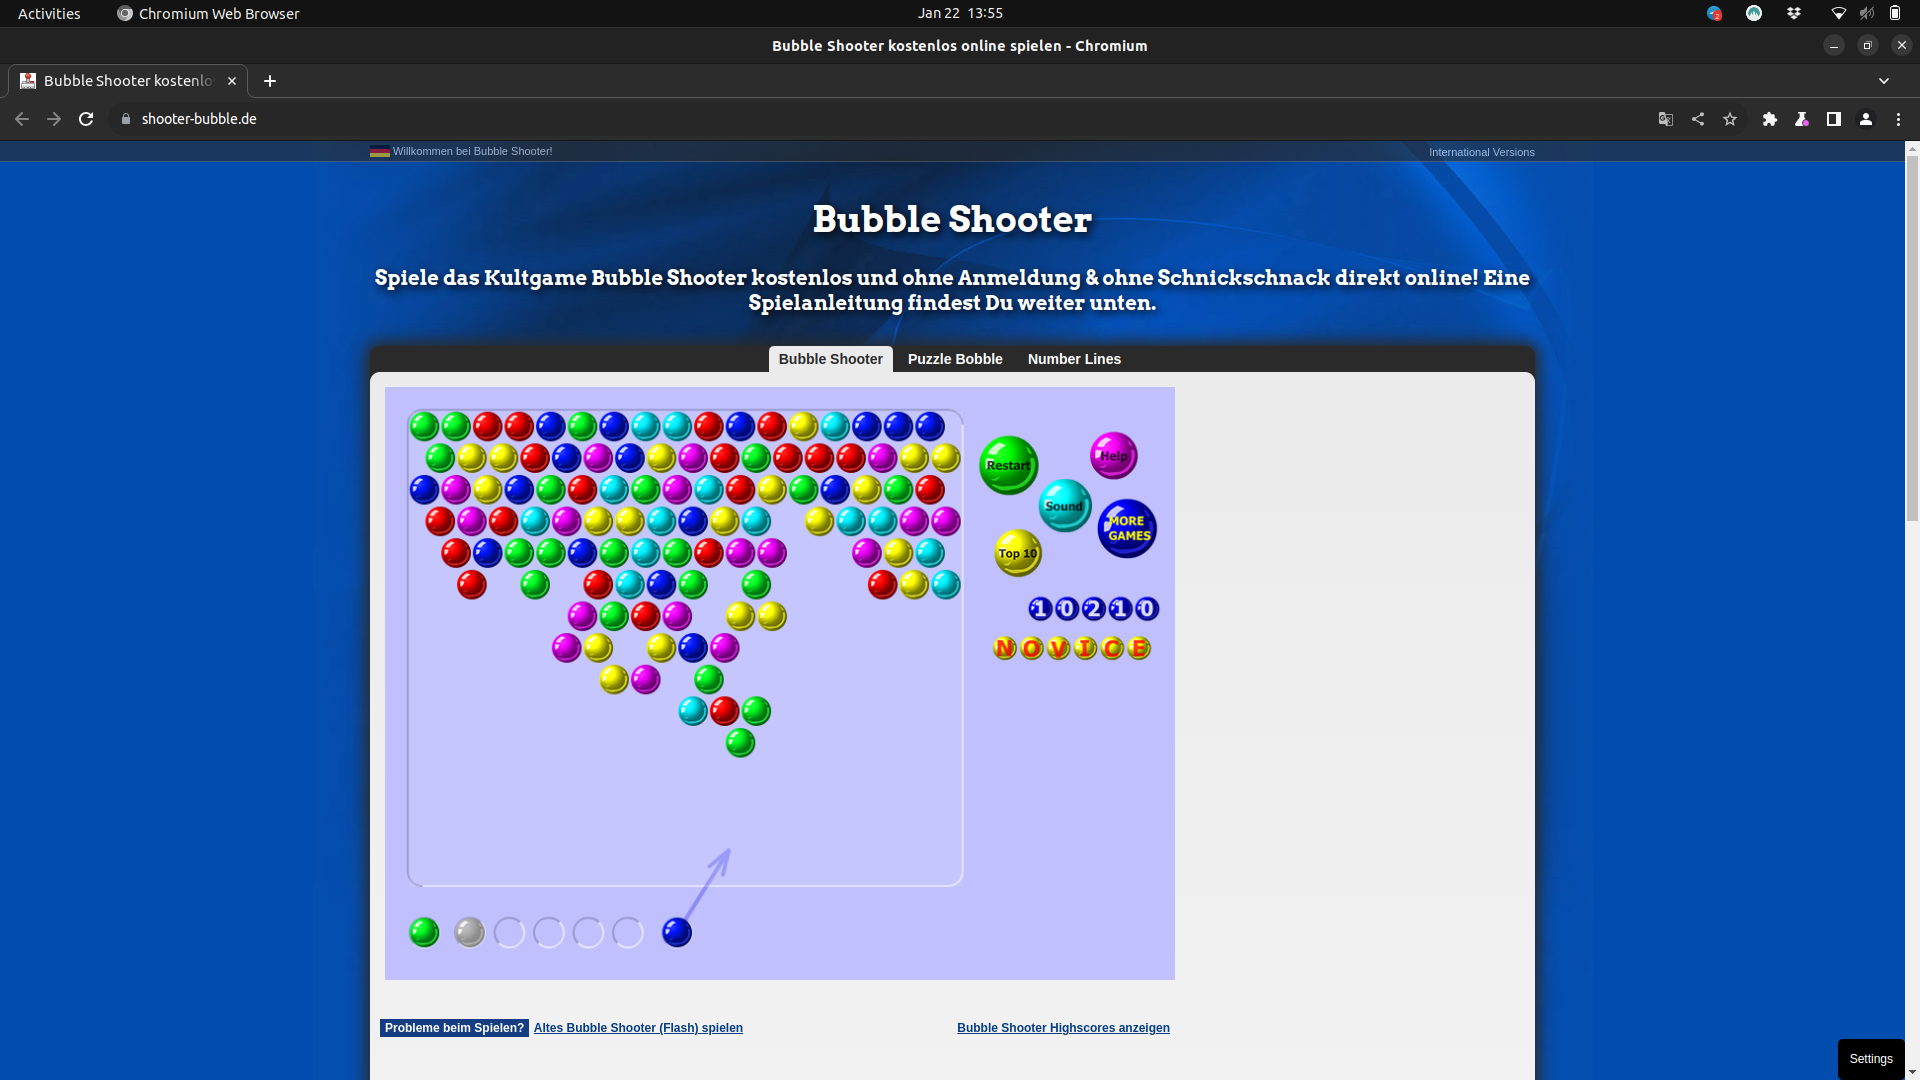 Activities
Chromium Web Browser
Jan 22 13:55
2
Bubble Shooter kostenlos online spielen - Chromium
Bubble Shooter kostenlo
shooter-bubble.de
Willkommen bei Bubble Shooter!
International Versions
Bubble Shooter
Spiele das Kultgame Bubble Shooter kostenlos und ohne Anmeldung & ohne Schnickschnack direkt online! Eine
Spielanleitung findest Du weiter unten.
Bubble Shooter
Puzzle Bobble
Number Lines
Restart
Help
Sound
MORE
GAMES
Top 10
10210
NOVICE
Probleme beim Spielen?
Altes Bubble Shooter (Flash) spielen
Bubble Shooter Highscores anzeigen
Settings